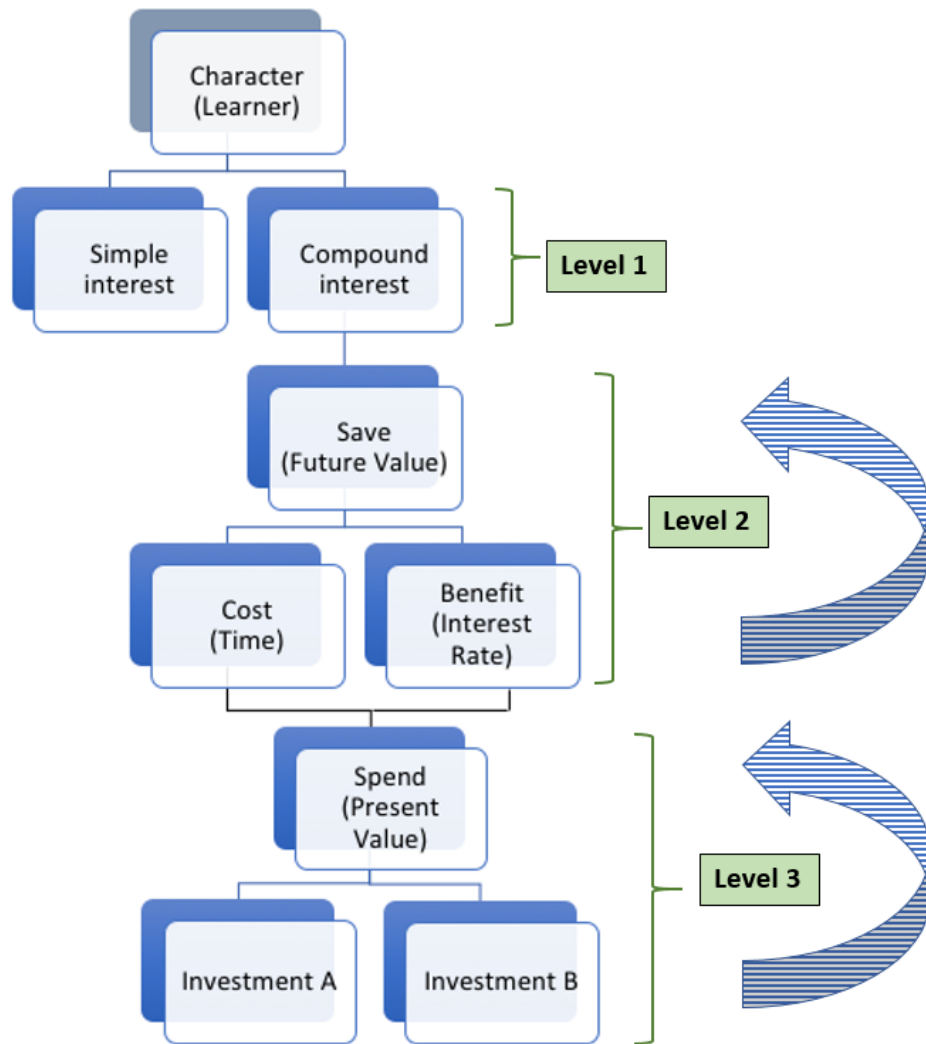 Character
(Learner)
Simple
interest
Compound
interest
Level 1
Save
(Future Value)
Level 2
Cost
(Time)
Benefit
(Interest
Rate)
Spend
(Present
Value)
Level 3
Investment A
Investment B